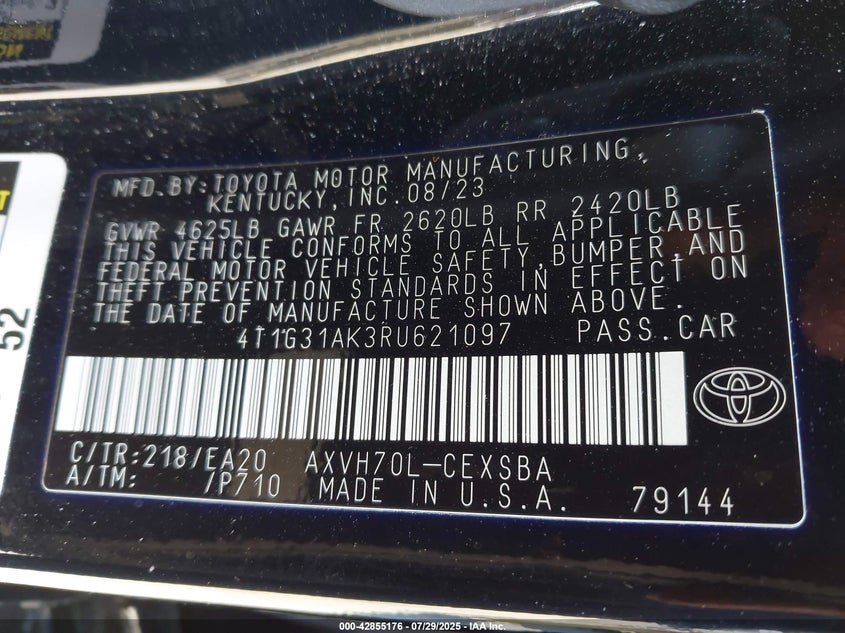 MFD.BY:TOYOTA MOTOR MANUFACTURING,
KENTUCKY,INC.08/23
GVWR 4625LB GAWR FR 2620LB RR 2420LB
THIS VEHICLE CONFORMS TO ALL APPLICABLE
FEDERAL MOTOR VEHICLE SAFETY,BUMPER,AND
THEFT PREVENTION STANDARDS IN EFFECT ON
THE DATE OF MANUFACTURE SHOWN ABOVE.
4T1G31AK3RU621097 PASS.CAR
C/TR:218/EA20 AXVH70L-CEXSBA
A/TM: /P710 MADE IN U.S.A. 79144
52
000-42855176 - 07/29/2025 - IAA Inc.